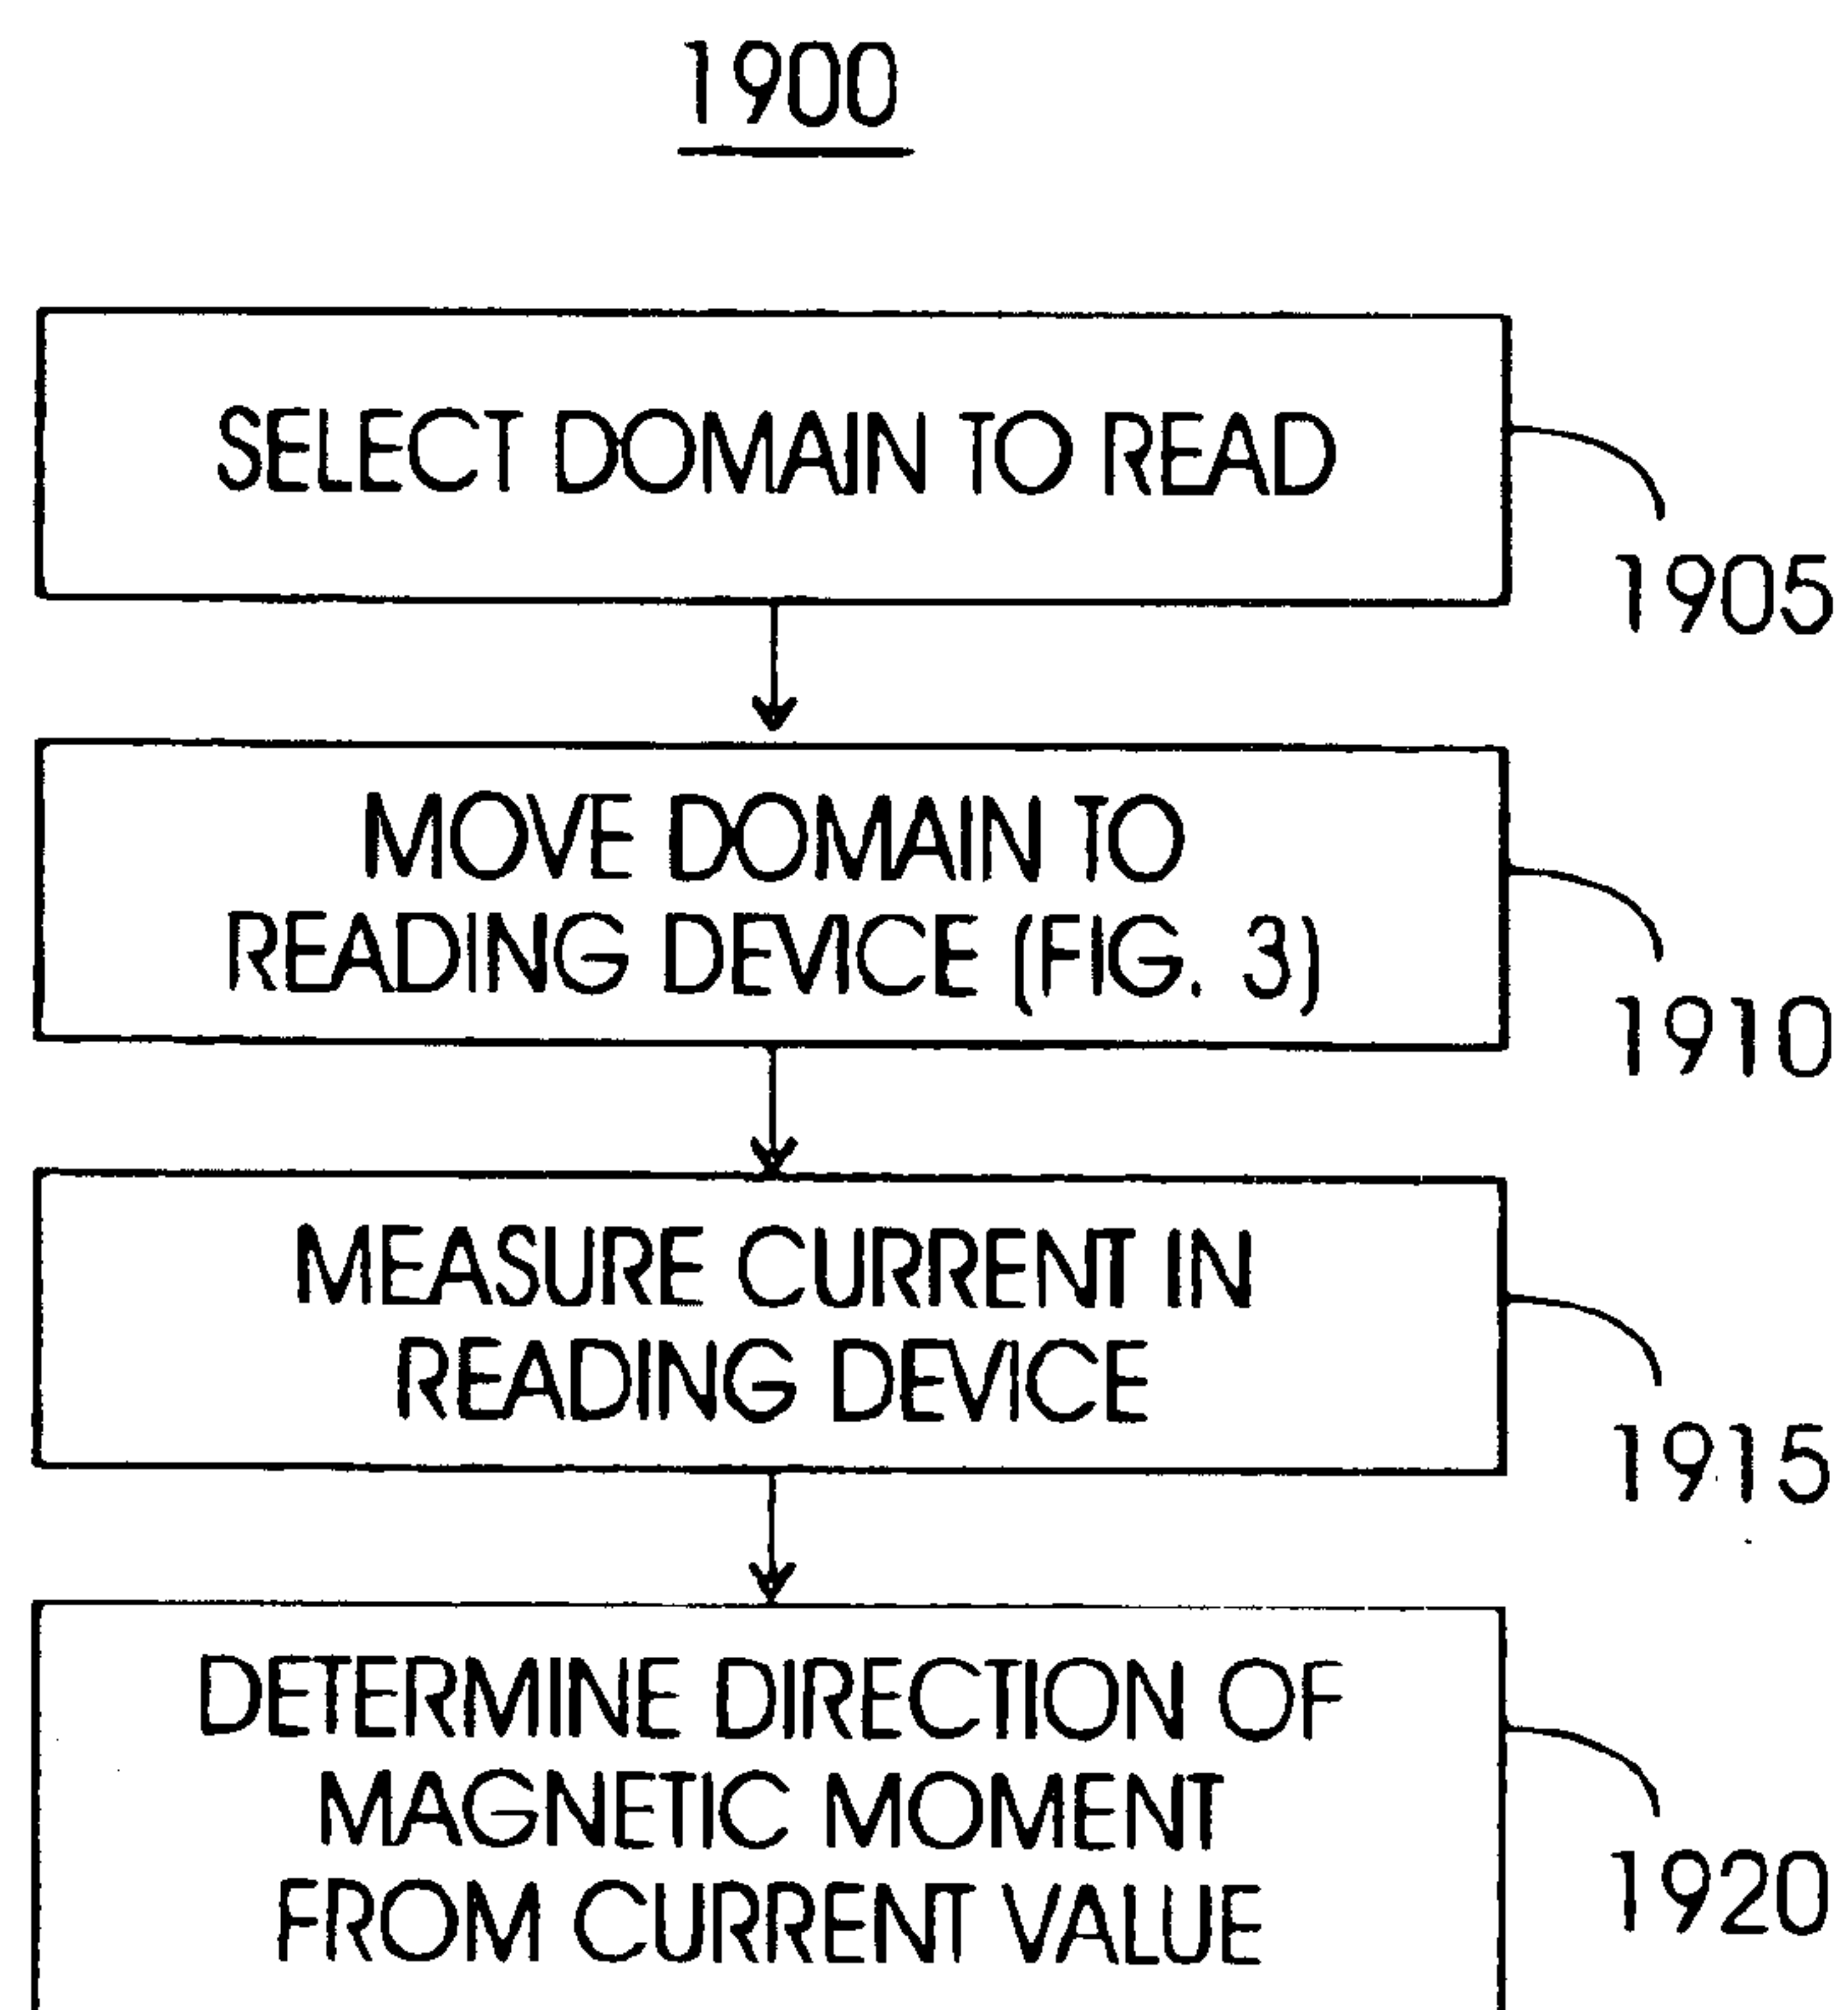 1900
SELECT DOMAIN TO READ
1905
MOVE DOMAIN TO
READING DEVICE (FIG. 3)
1910
MEASURE CURRENT IN
READING DEVICE
1915
DETERMINE DIRECTION OF
MAGNETIC MOMENT
FROM CURRENT VALUE
1920